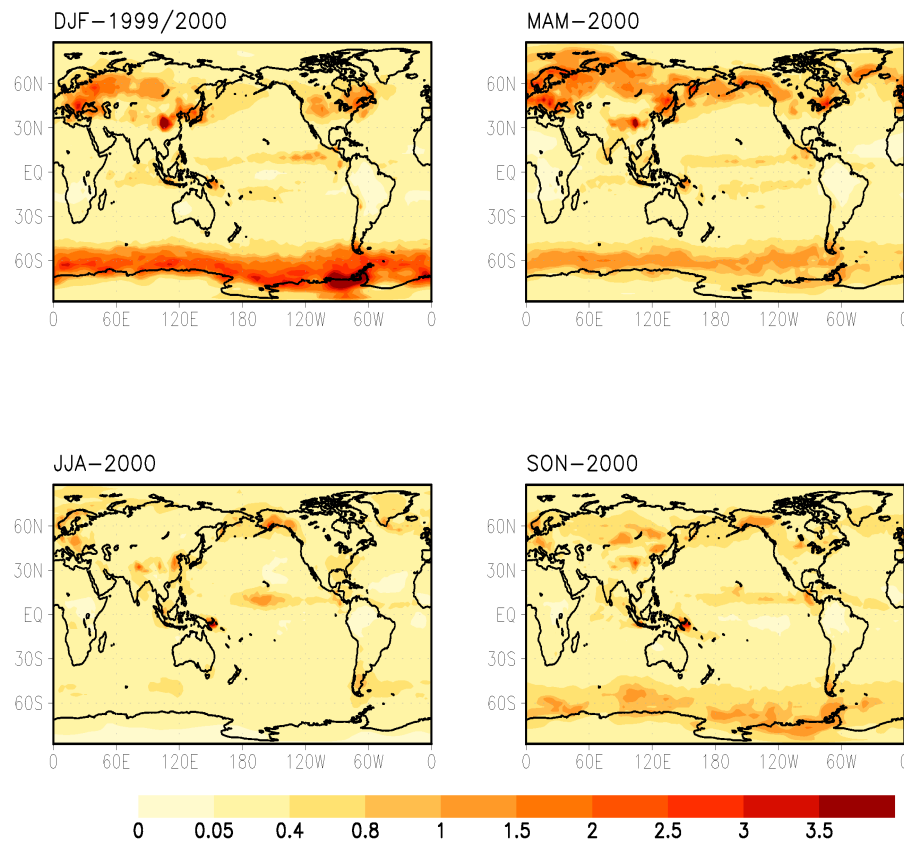 DJF-1999/2000 MAM-2000
60N 60N
30N 30N
EQ EQ
30S 30S
60S 60S
0 60E 120E 180 120W 60W 0 0 60E 120E 180 120W 60W 0
JJA-2000 SON-2000
60N 60N
30N 30N
EQ EQ
30S 30S
60S 60S
0 60E 120E 180 120W 60W 0 0 60E 120E 180 120W 60W 0
0 0.05 0.4 0.8 1 1.5 2 2.5 3 3.5